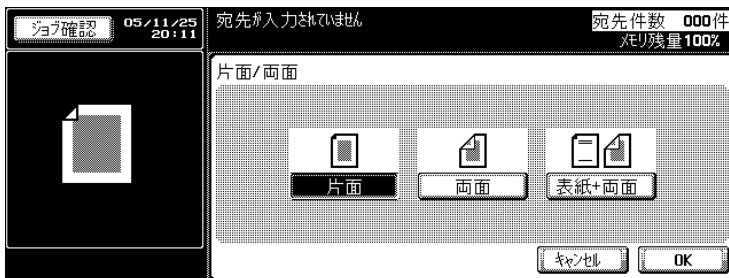 ジョブ確認
05/11/25
20:11
宛先が入力されていません
宛先件数 000件
メモリ残量100%
片面/両面
片面
両面
表紙+両面
キャンセル
OK